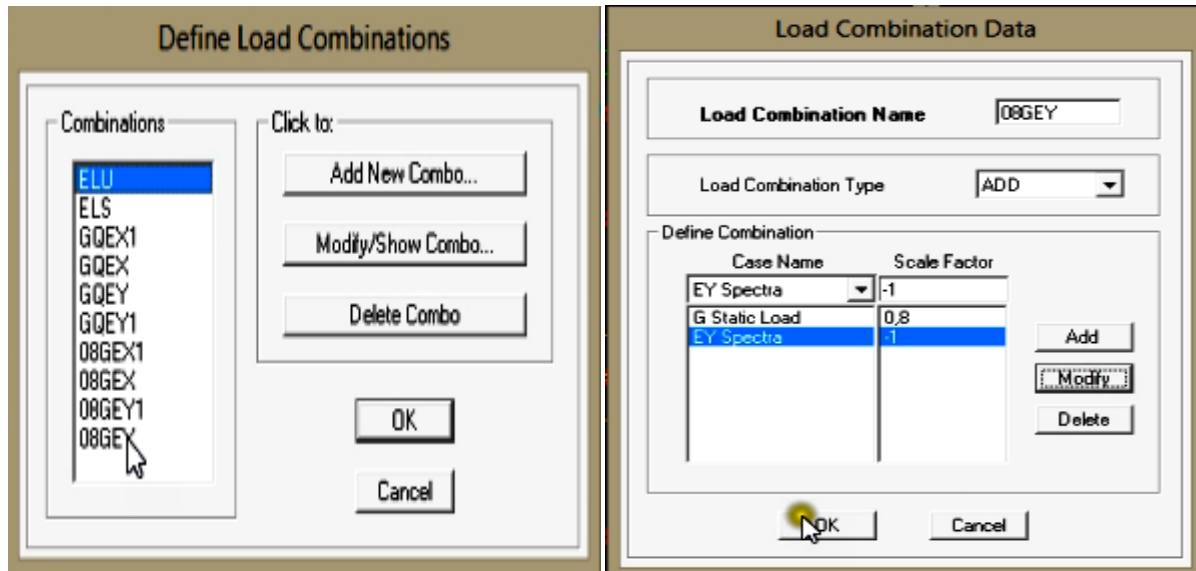 Define Load Combinations
Combinations
ELU
ELS
GQEX1
GQEX
GQEY
GQEY1
08GEX1
08GEX
08GEY1
08GEY
Click to:
Add New Combo...
Modify/Show Combo...
Delete Combo
OK
Cancel
Load Combination Data
Load Combination Name 08GEY
Load Combination Type ADD
Define Combination
Case Name Scale Factor
EY Spectra -1
G Static Load 0,8
EY Spectra -1
Add
Modify
Delete
OK Cancel